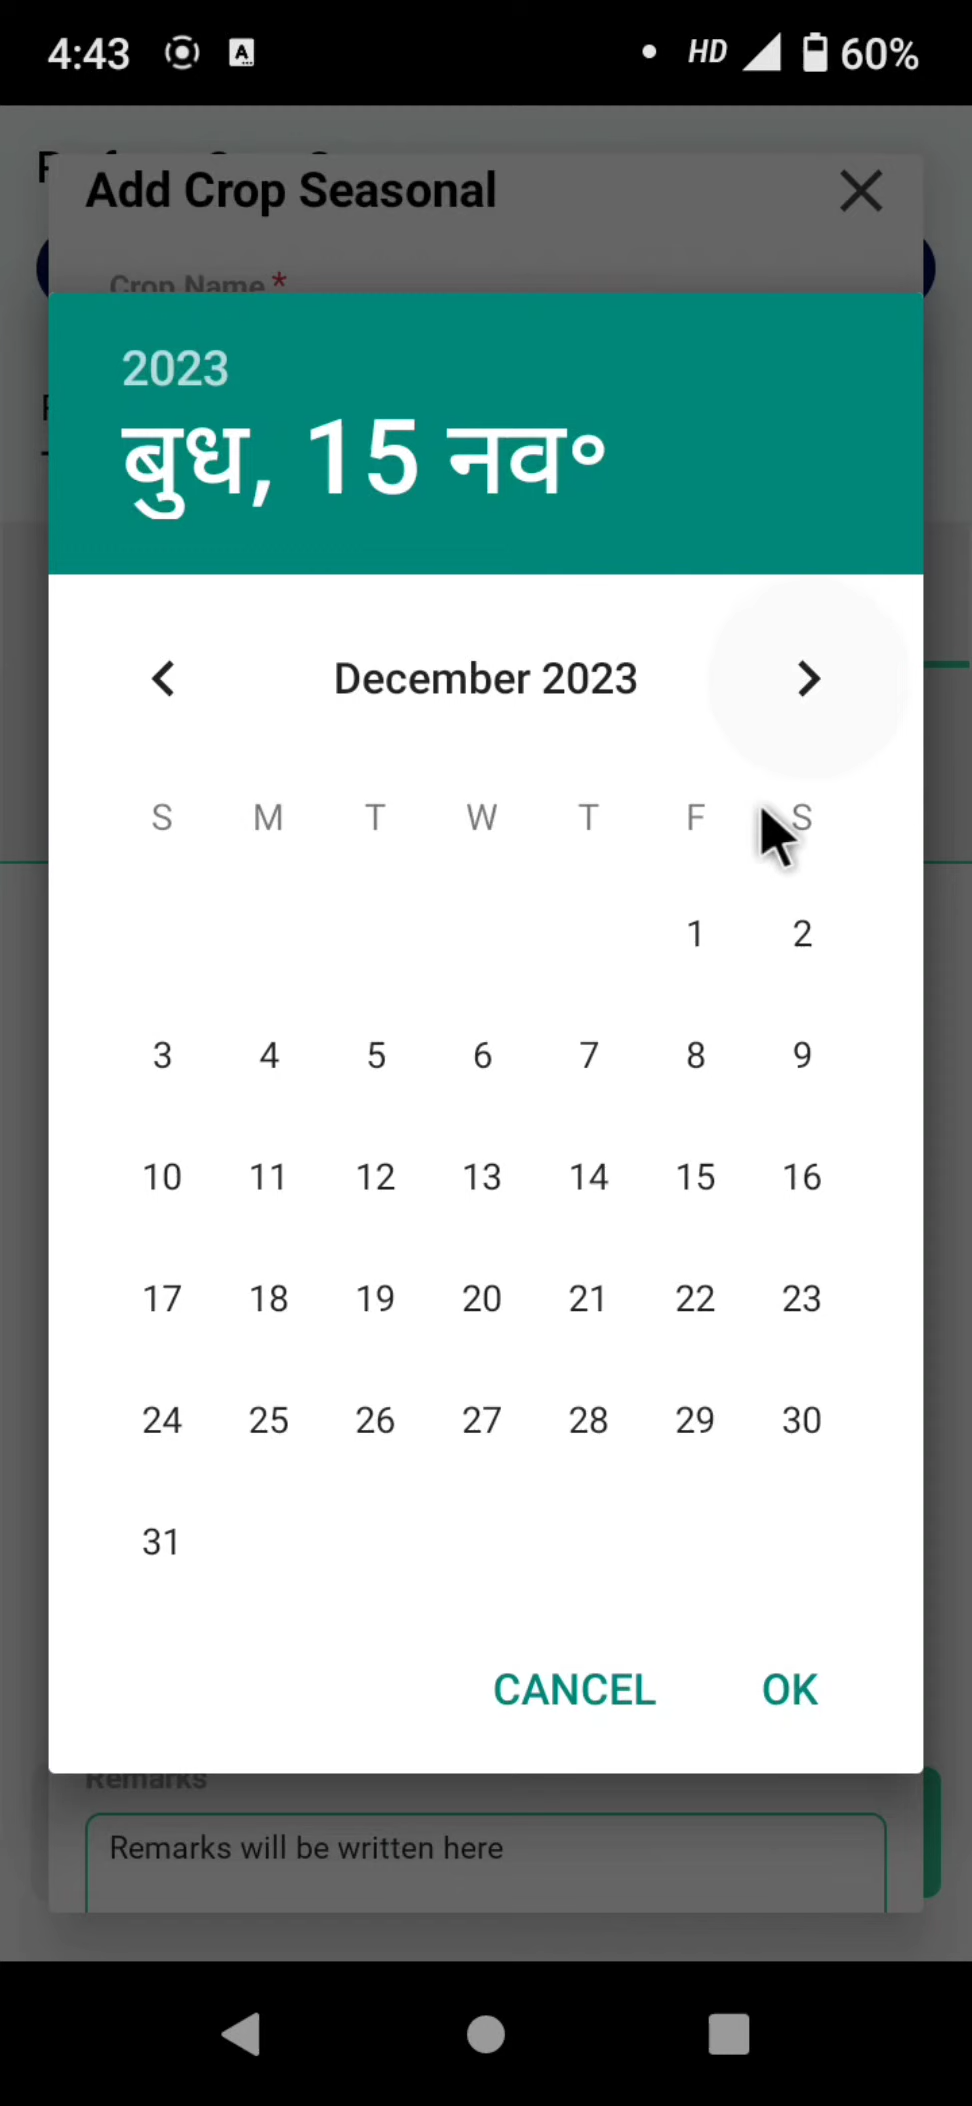 4:43 A HD 60%
Add Crop Seasonal
Crop Name *
2023
बुध, 15 नव॰
December 2023
S M T W T F S
1 2
3 4 5 6 7 8 9
10 11 12 13 14 15 16
17 18 19 20 21 22 23
24 25 26 27 28 29 30
31
CANCEL OK
Remarks
Remarks will be written here